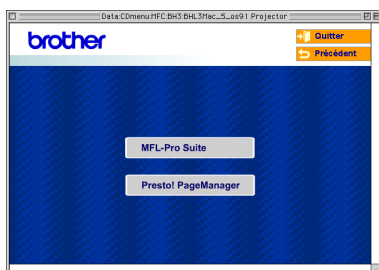 Data:CDmenu:MFC:BH3:BHL3Mac_5_os91 Projector
brother
Quitter
Précédent
MFL-Pro Suite
Presto! PageManager